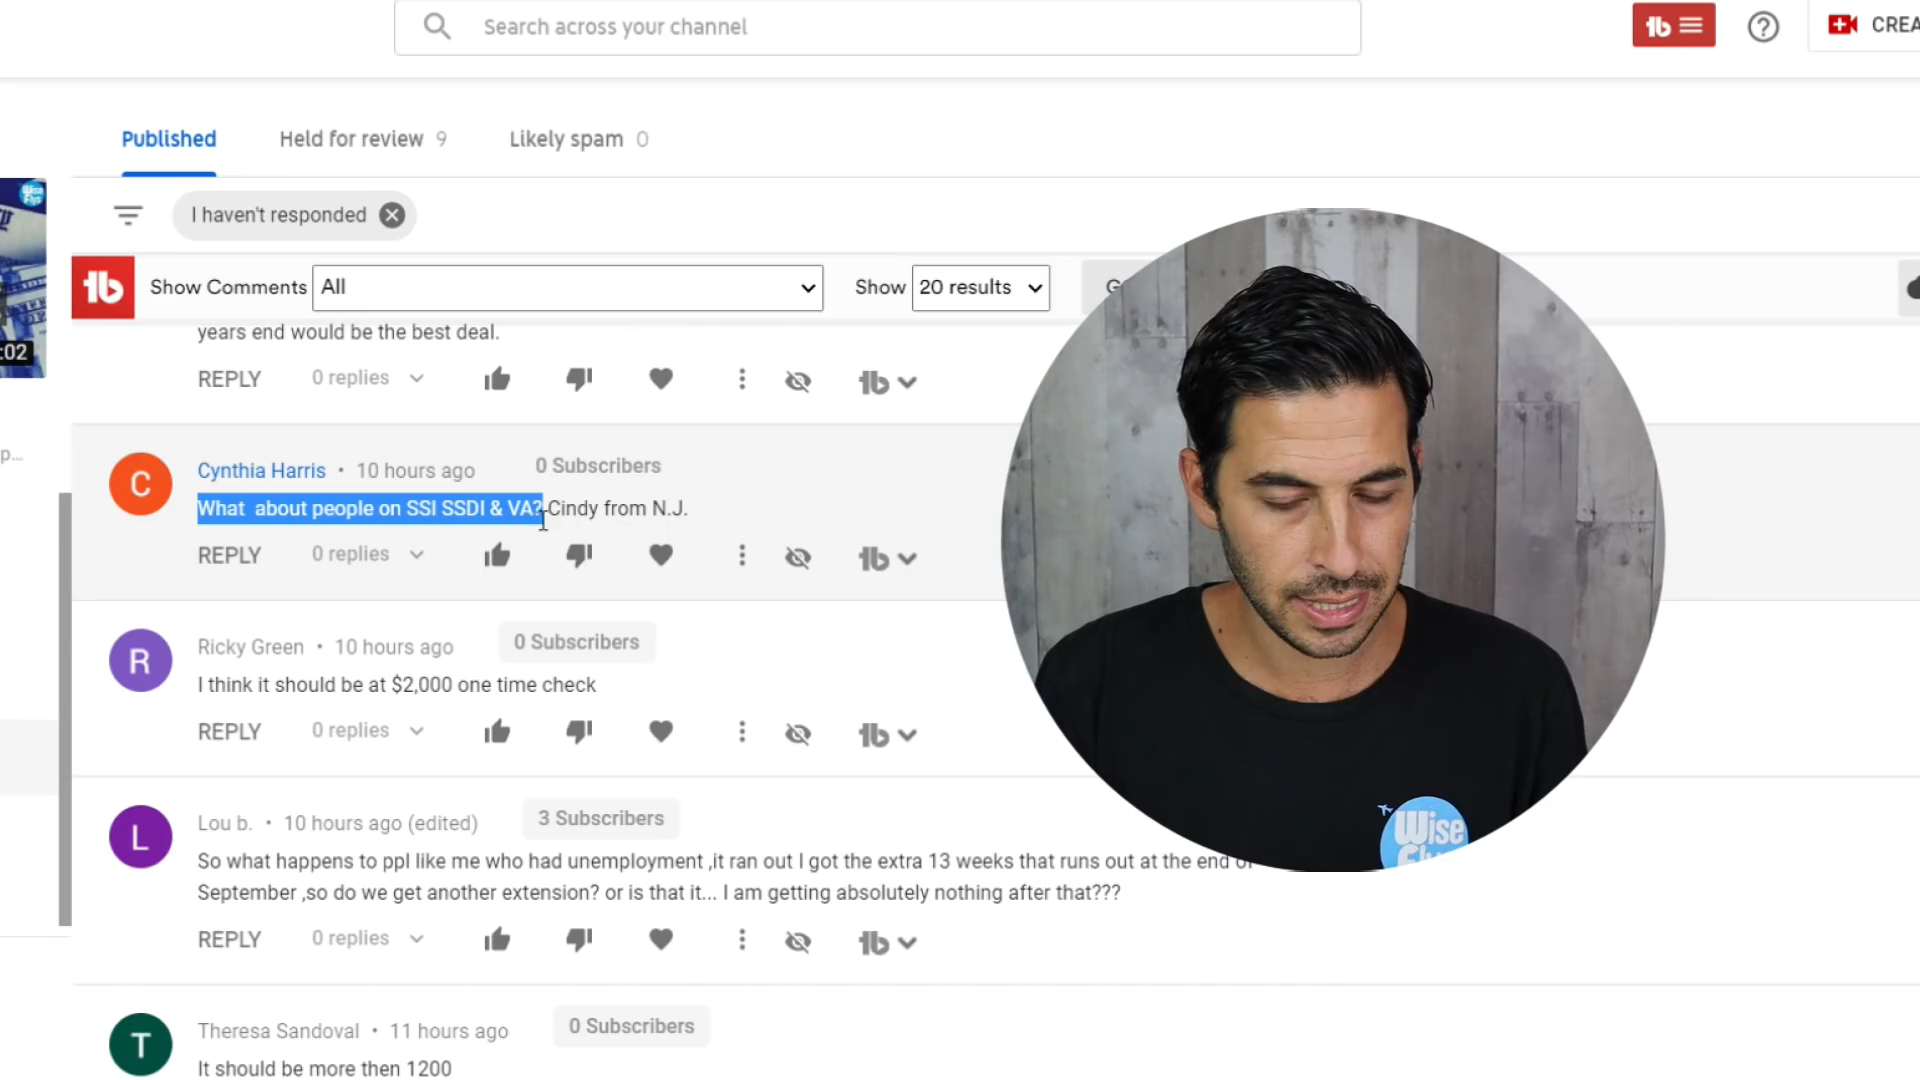 Search across your channel
CREA
Published
Held for review 9
Likely spam 0
I haven't responded
Show Comments All
Show 20 results
G
:02
years end would be the best deal.
REPLY 0 replies
p...
Cynthia Harris • 10 hours ago 0 Subscribers
What about people on SSI SSDI & VA? Cindy from N.J.
REPLY 0 replies
Ricky Green • 10 hours ago 0 Subscribers
I think it should be at $2,000 one time check
REPLY 0 replies
Lou b. • 10 hours ago (edited) 3 Subscribers
So what happens to ppl like me who had unemployment ,it ran out I got the extra 13 weeks that runs out at the end of
September ,so do we get another extension? or is that it... I am getting absolutely nothing after that???
REPLY 0 replies
Theresa Sandoval • 11 hours ago 0 Subscribers
It should be more then 1200
C
R
L
T
Wise